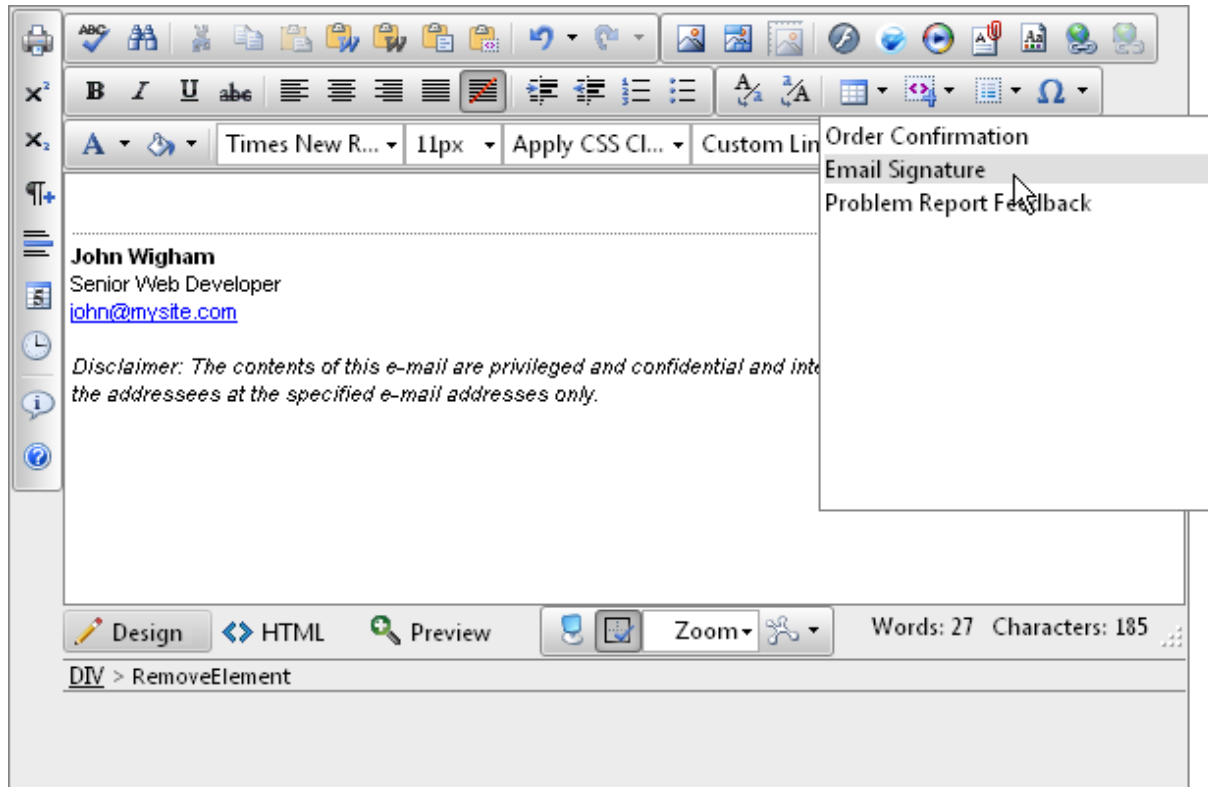 ABC
B I U abc
A Times New R... 11px Apply CSS Cl... Custom Lin
Order Confirmation
Email Signature
Problem Report Feedback
John Wigham
Senior Web Developer
john@mysite.com
Disclaimer: The contents of this e-mail are privileged and confidential and inte
the addressees at the specified e-mail addresses only.
Design HTML Preview Zoom Words: 27 Characters: 185
DIV > RemoveElement